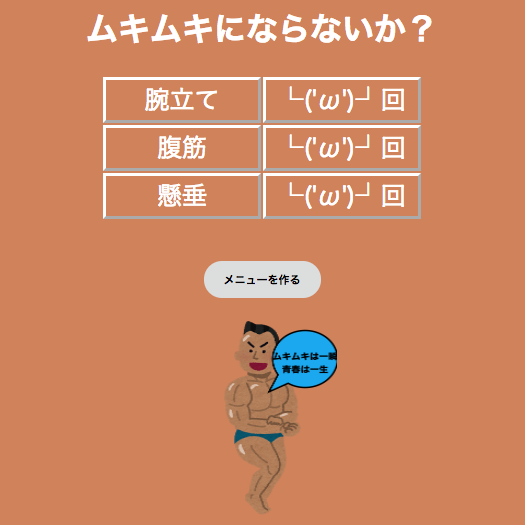 ムキムキにならないか？
腕立て ┗('ω')┛回
腹筋 ┗('ω')┛回
懸垂 ┗('ω')┛回
メニューを作る
ムキムキは一瞬
青春は一生